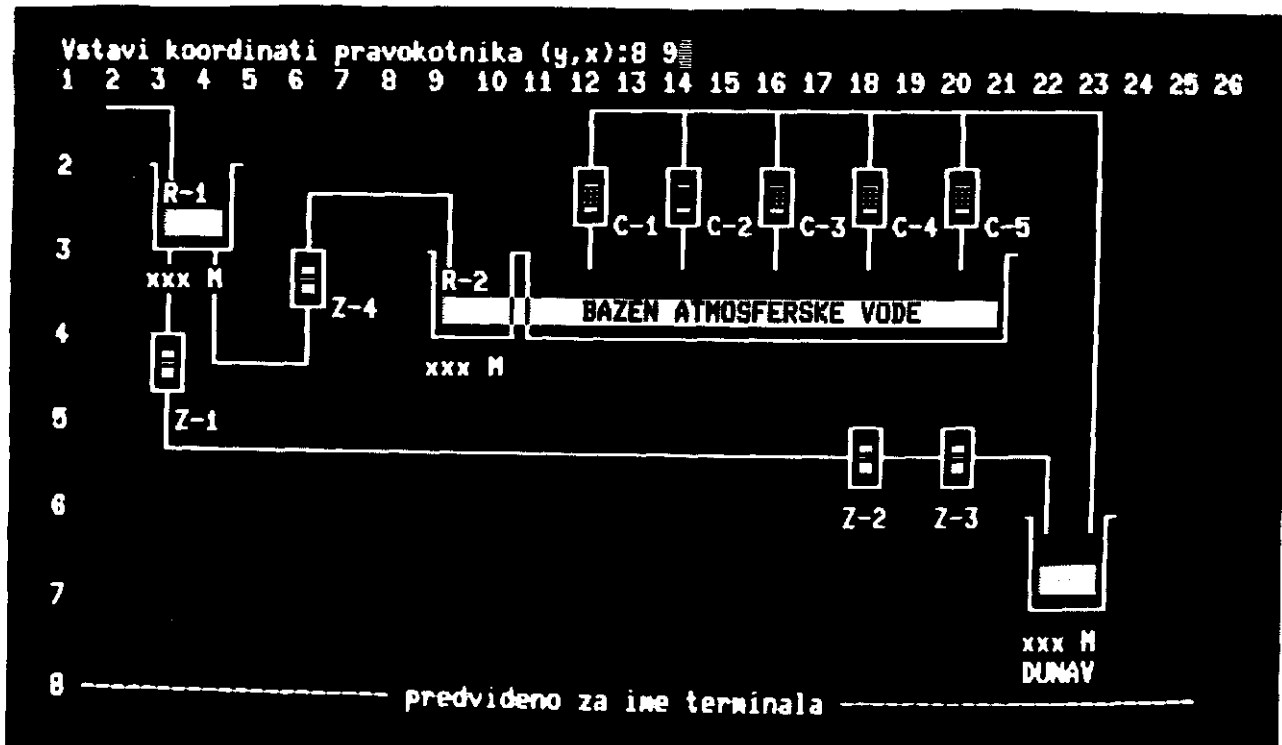 Vstavi koordinati pravokotnika (y,x):8 9
1 2 3 4 5 6 7 8 9 10 11 12 13 14 15 16 17 18 19 20 21 22 23 24 25 26
2
R-1
C-1 C-2 C-3 C-4 C-5
3
xxx M
R-2
Z-4
BAZEN ATMOSFERSKE VODE
4
xxx M
5
Z-1
6
Z-2 Z-3
7
xxx M
DUNAV
8 ---------------- predvideno za ime terminala ----------------